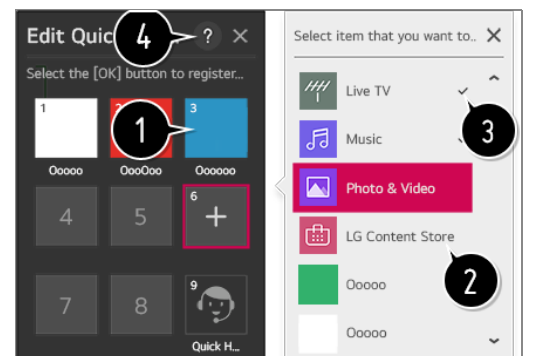 Edit Quic
4
?
Select the [OK] button to register...
1
2
3
1
Ooooo
OooOoo
Oooooo
4
5
6
+
7
8
9
Quick H...
Select item that you want to..
Live TV
3
Music
Photo & Video
LG Content Store
2
Ooooo
Ooooo